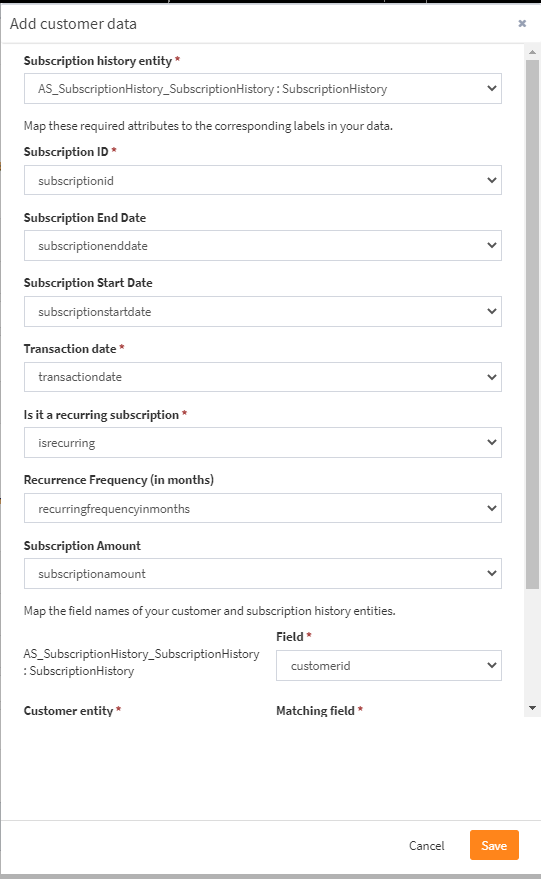 Add customer data
×
Subscription history entity *
AS_SubscriptionHistory_SubscriptionHistory : SubscriptionHistory
Map these required attributes to the corresponding labels in your data.
Subscription ID *
subscriptionid
Subscription End Date
subscriptionenddate
Subscription Start Date
subscriptionstartdate
Transaction date *
transactiondate
Is it a recurring subscription *
isrecurring
Recurrence Frequency (in months)
recurringfrequencyinmonths
Subscription Amount
subscriptionamount
Map the field names of your customer and subscription history entities.
Field *
AS_SubscriptionHistory_SubscriptionHistory
: SubscriptionHistory
customerid
Customer entity * Matching field *
Cancel Save